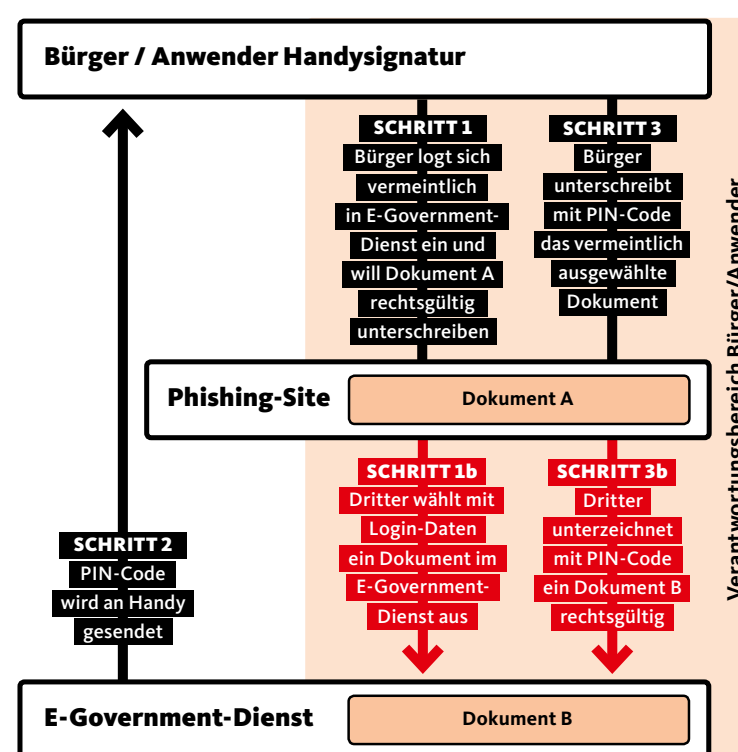 Bürger / Anwender Handysignatur
SCHRITT 1
Bürger logt sich
vermeintlich
in E-Government-
Dienst ein und
will Dokument A
rechtsgültig
unterschreiben
SCHRITT 3
Bürger
unterschreibt
mit PIN-Code
das vermeintlich
ausgewählte
Dokument
Phishing-Site
Dokument A
SCHRITT 1b
Dritter wählt mit
Login-Daten
ein Dokument im
E-Government-
Dienst aus
SCHRITT 3b
Dritter
unterzeichnet
mit PIN-Code
ein Dokument B
rechtsgültig
SCHRITT 2
PIN-Code
wird an Handy
gesendet
E-Government-Dienst
Dokument B
Verantwortungsbereich Bürger/Anwender